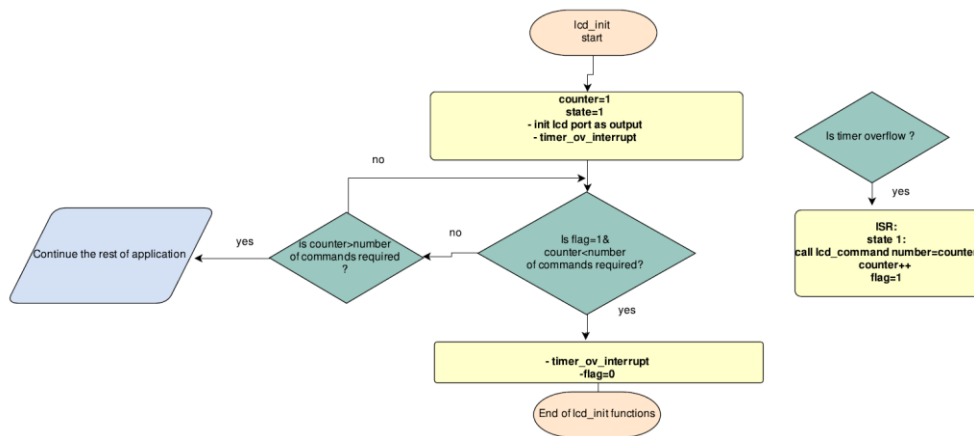 lcd_init
start
counter=1
state=1
- init lcd port as output
- timer_ov_interrupt
no
Is flag=1&
counter<number
of commands required?
no
is counter>number
of commands required
?
yes
Continue the rest of application
yes
- timer_ov_interrupt
-flag=0
End of lcd_init functions
Is timer overflow ?
yes
ISR:
state 1:
call lcd_command number=counter
counter++
flag=1